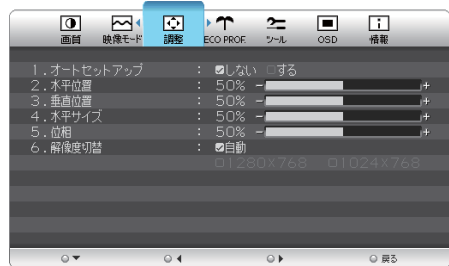 画質 映像モード 調整 ECO PROF. ツール OSD 情報
1.オートセットアップ : しない する
2.水平位置 : 50% - +
3.垂直位置 : 50% - +
4.水平サイズ : 50% - +
5.位相 : 50% - +
6.解像度切替 : 自動
1280X768 1024X768
戻る